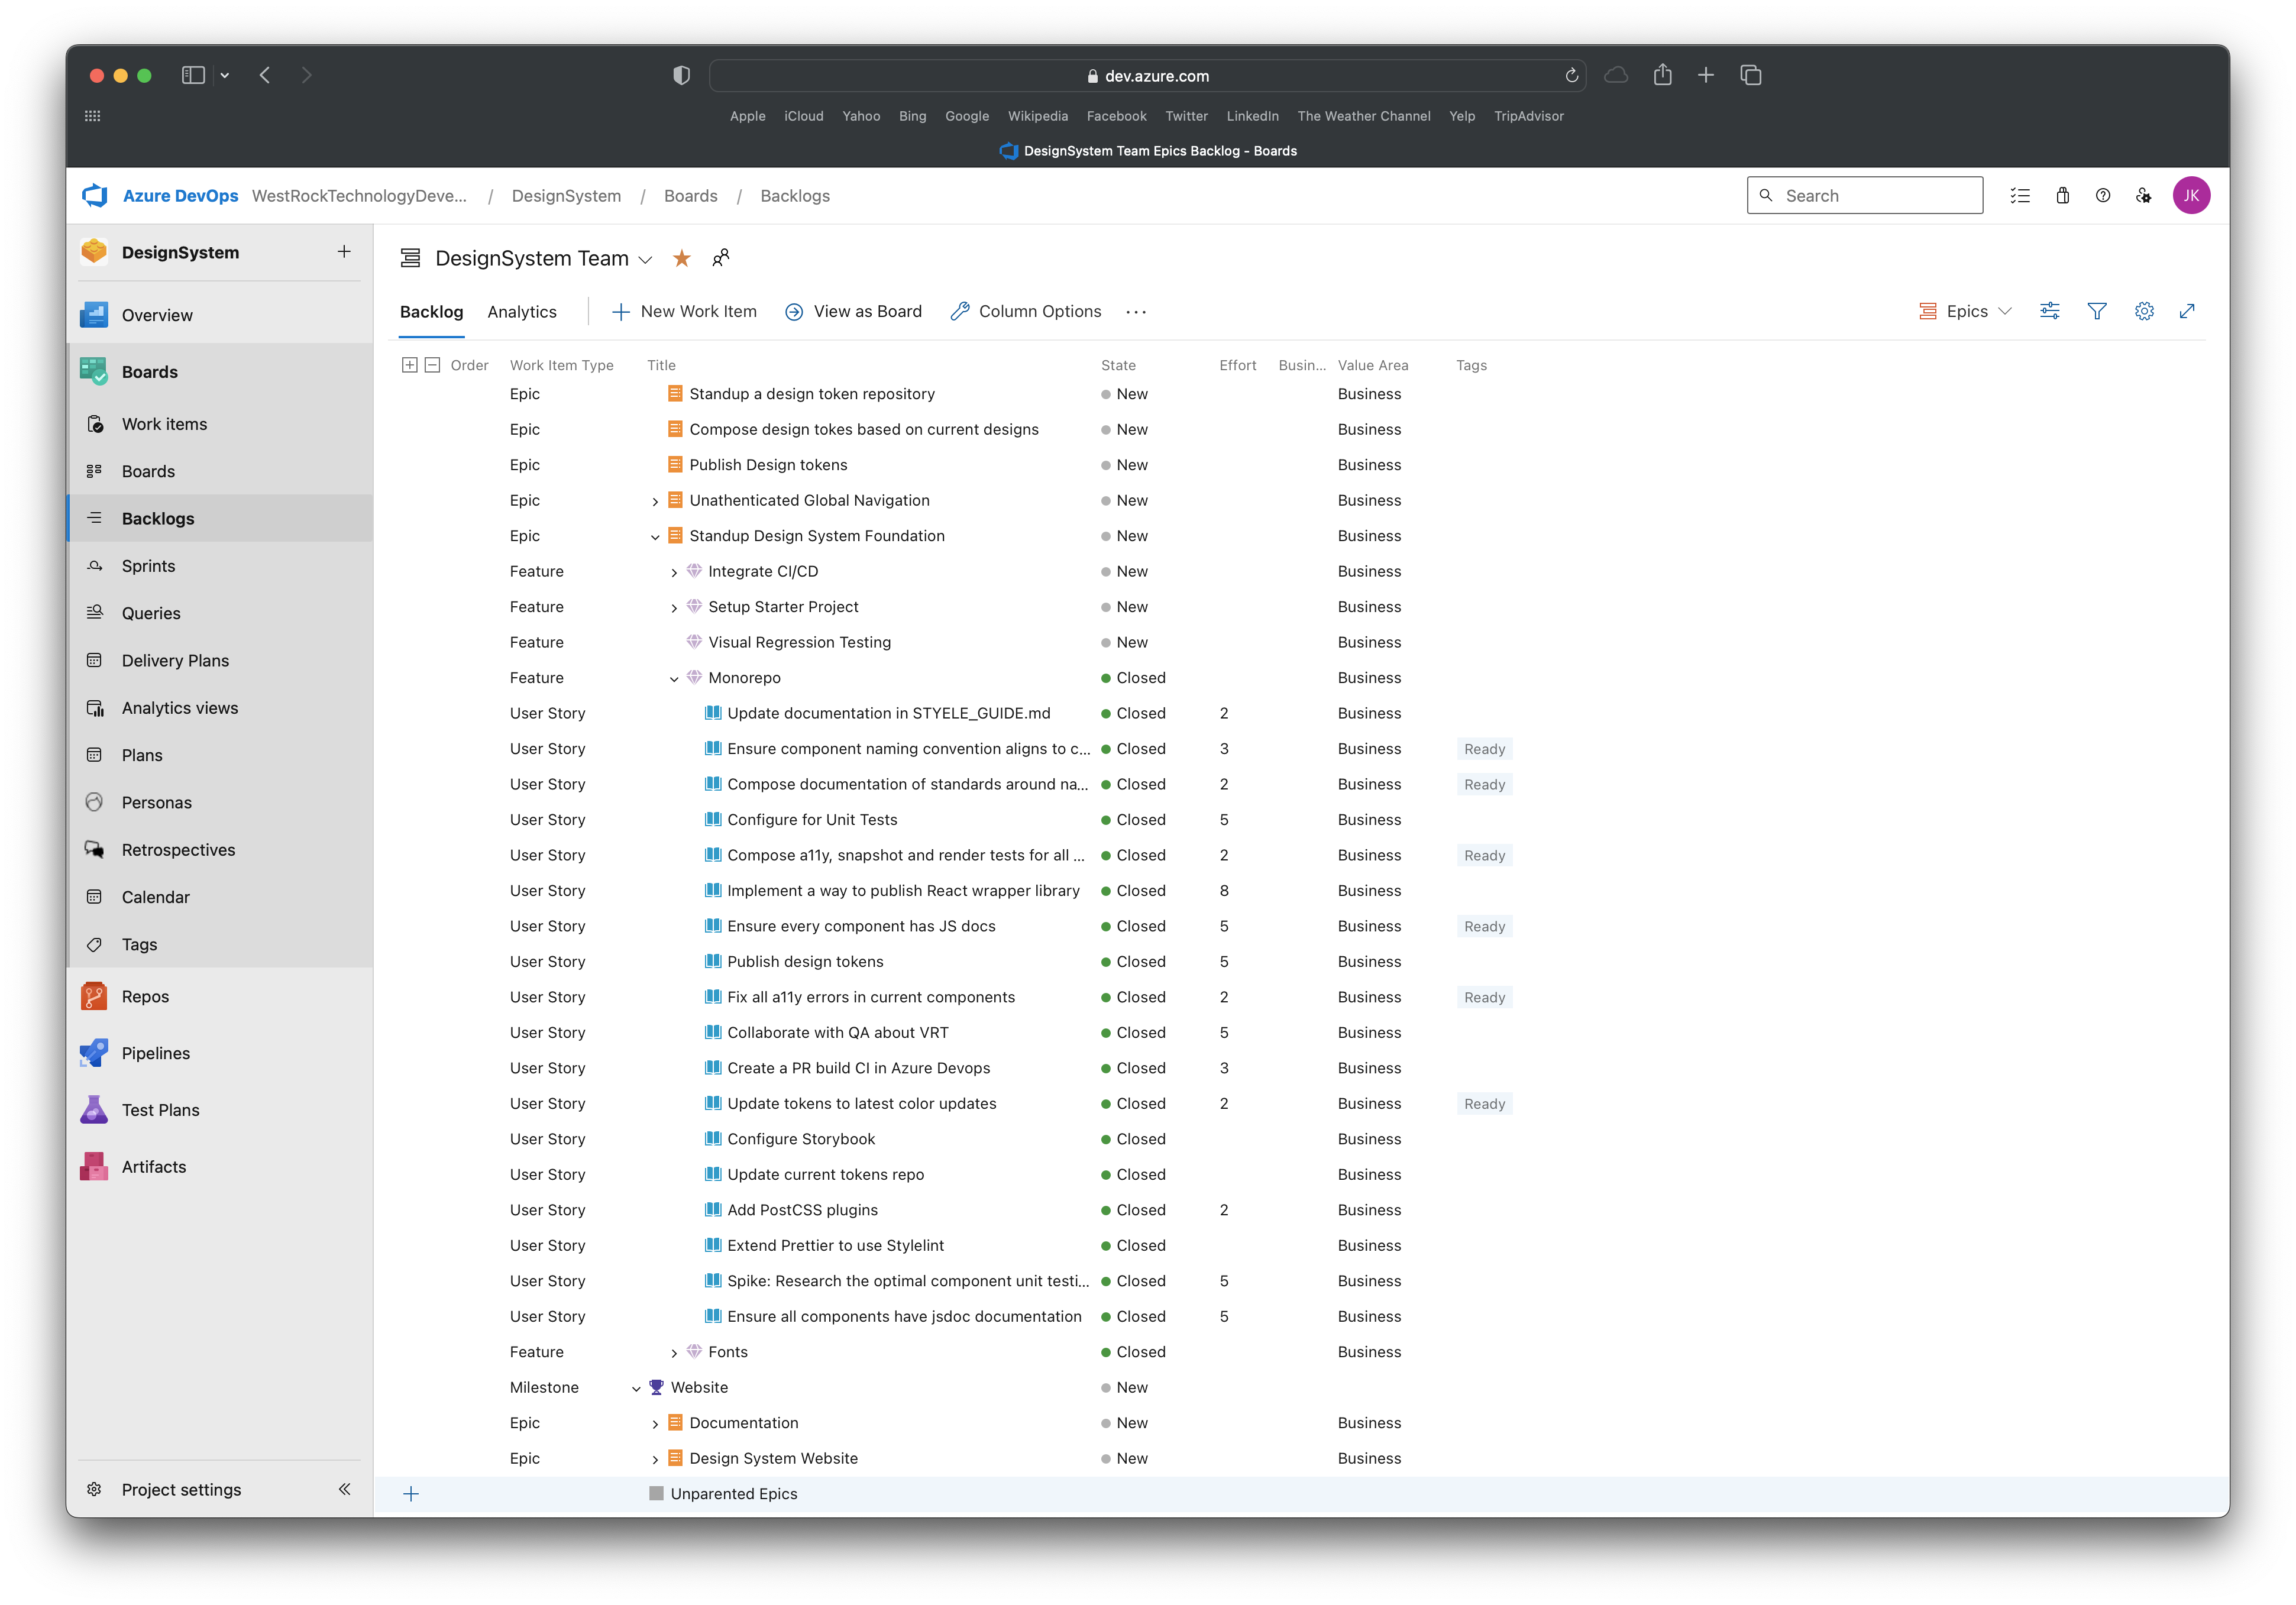 dev.azure.com
Apple iCloud Yahoo Bing Google Wikipedia Facebook Twitter LinkedIn The Weather Channel Yelp TripAdvisor
DesignSystem Team Epics Backlog - Boards
Azure DevOps WestRockTechnologyDeve... / DesignSystem / Boards / Backlogs Search JK
DesignSystem
Overview
Boards
Work items
Boards
Backlogs
Sprints
Queries
Delivery Plans
Analytics views
Plans
Personas
Retrospectives
Calendar
Tags
Repos
Pipelines
Test Plans
Artifacts
Project settings
DesignSystem Team
Backlog Analytics New Work Item View as Board Column Options Epics
Order Work Item Type Title State Effort Busin... Value Area Tags
Epic Standup a design token repository New Business
Epic Compose design tokes based on current designs New Business
Epic Publish Design tokens New Business
Epic Unathenticated Global Navigation New Business
Epic Standup Design System Foundation New Business
Feature Integrate CI/CD New Business
Feature Setup Starter Project New Business
Feature Visual Regression Testing New Business
Feature Monorepo Closed Business
User Story Update documentation in STYELE_GUIDE.md Closed 2 Business
User Story Ensure component naming convention aligns to c... Closed 3 Business Ready
User Story Compose documentation of standards around na... Closed 2 Business Ready
User Story Configure for Unit Tests Closed 5 Business
User Story Compose a11y, snapshot and render tests for all ... Closed 2 Business Ready
User Story Implement a way to publish React wrapper library Closed 8 Business
User Story Ensure every component has JS docs Closed 5 Business Ready
User Story Publish design tokens Closed 5 Business
User Story Fix all a11y errors in current components Closed 2 Business Ready
User Story Collaborate with QA about VRT Closed 5 Business
User Story Create a PR build CI in Azure Devops Closed 3 Business
User Story Update tokens to latest color updates Closed 2 Business Ready
User Story Configure Storybook Closed Business
User Story Update current tokens repo Closed Business
User Story Add PostCSS plugins Closed 2 Business
User Story Extend Prettier to use Stylelint Closed Business
User Story Spike: Research the optimal component unit testi... Closed 5 Business
User Story Ensure all components have jsdoc documentation Closed 5 Business
Feature Fonts Closed Business
Milestone Website New
Epic Documentation New Business
Epic Design System Website New Business
Unparented Epics